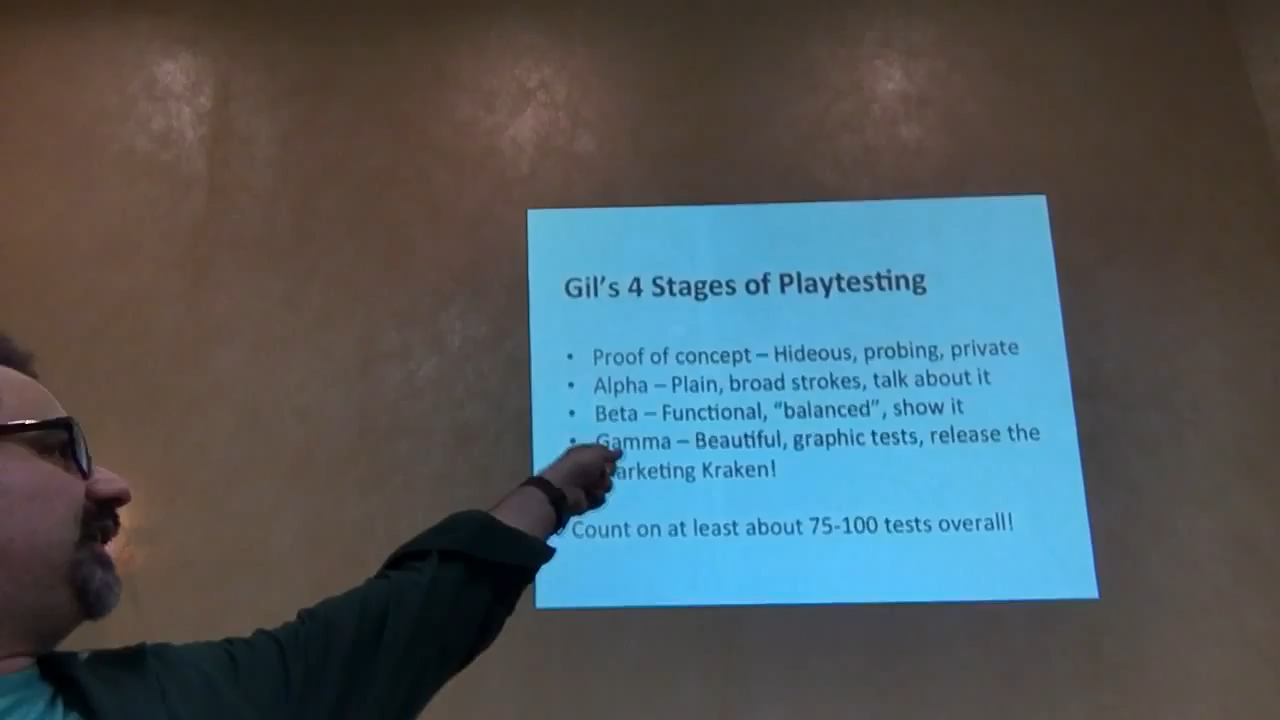 Gil's 4 Stages of Playtesting
• Proof of concept – Hideous, probing, private
• Alpha – Plain, broad strokes, talk about it
• Beta – Functional, "balanced", show it
• Gamma – Beautiful, graphic tests, release the
arketing Kraken!
Count on at least about 75-100 tests overall!